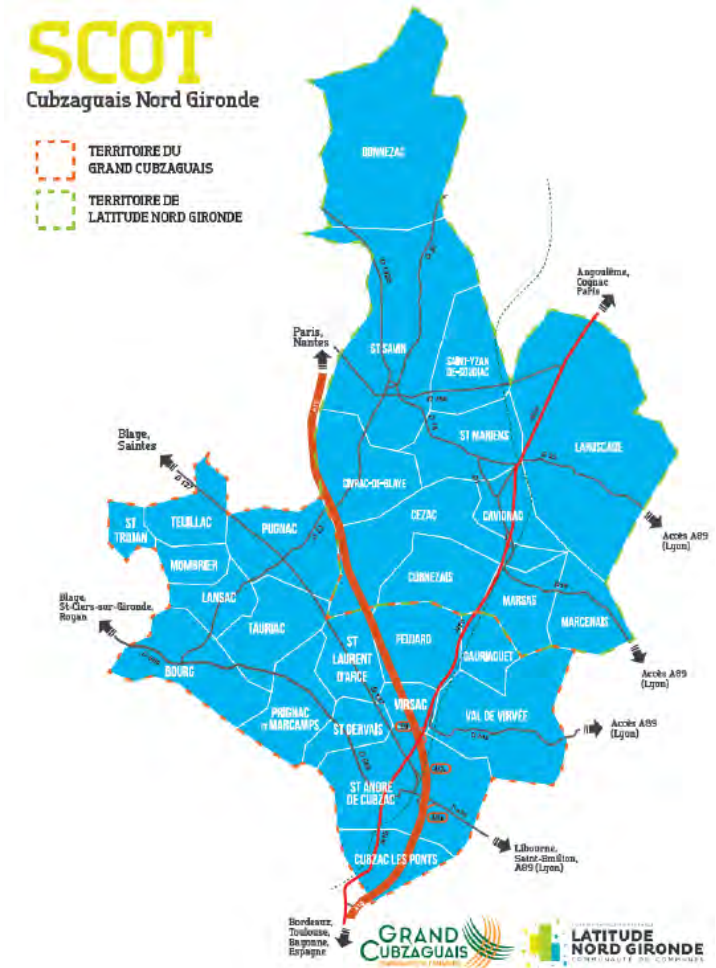 SCOT
Cubzaguais Nord Gironde
TERRITOIRE DU
GRAND CUBZAGUAIS
TERRITOIRE DE
LATITUDE NORD GIRONDE
DONNEZAC
Angoulême,
Cognac
Paris
Paris,
Nantes
ST SAVIN
SAINT-YZAN
DE-SOUDIAC
Blaye,
Saintes
ST MARIENS
LARUSCADE
CIVRAC-DE-BLAYE
CEZAC
CAVIGNAC
ST
TROJAN
TEUILLAC
PUGNAC
Accès A89
(Lyon)
MOMBRIER
CUBNEZAIS
LANSAC
MARSAS
MARCENAIS
Blaye,
St-Ciers-sur-Gironde,
Royan
TAURIAC
ST
LAURENT
D'ARCE
PEUJARD
GAURIAGUET
BOURG
Accès A89
(Lyon)
PRIGNAC
ET MARCAMPS
ST GERVAIS
VIRSAC
VAL DE VIRVÉE
Accès A89
(Lyon)
ST ANDRÉ
DE CUBZAC
CUBZAC LES PONTS
Libourne,
Saint-Emilion,
A89 (Lyon)
Bordeaux,
Toulouse,
Bayonne,
Espagne
GRAND
CUBZAGUAIS
LATITUDE
NORD GIRONDE
COMMUNAUTÉ DE COMMUNES